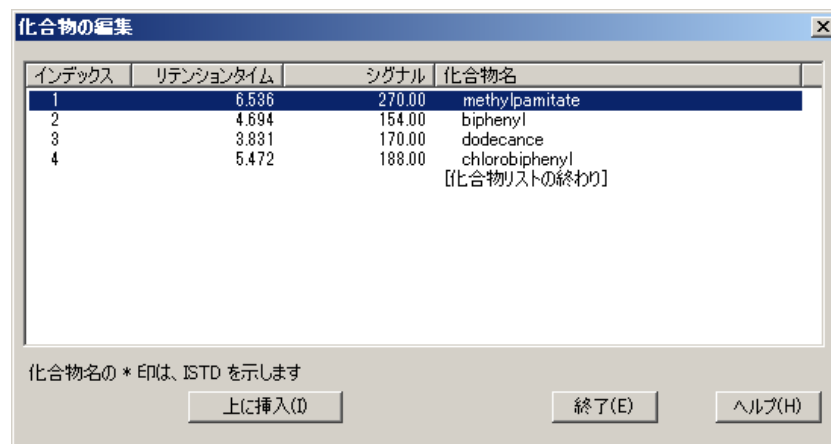 化合物の編集
インデックス リテンションタイム シグナル 化合物名
1 6.536 270.00 methylpamitate
2 4.694 154.00 biphenyl
3 3.831 170.00 dodecance
4 5.472 188.00 chlorobiphenyl
[化合物リストの終わり]
化合物名の * 印は、ISTD を示します
上に挿入(I) 終了(E) ヘルプ(H)